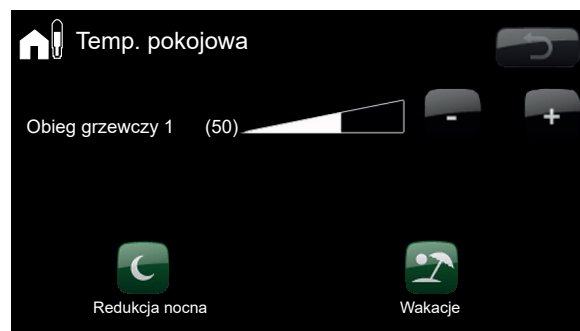 Temp. pokojowa
Obieg grzewczy 1 (50) - +
Redukcja nocna Wakacje